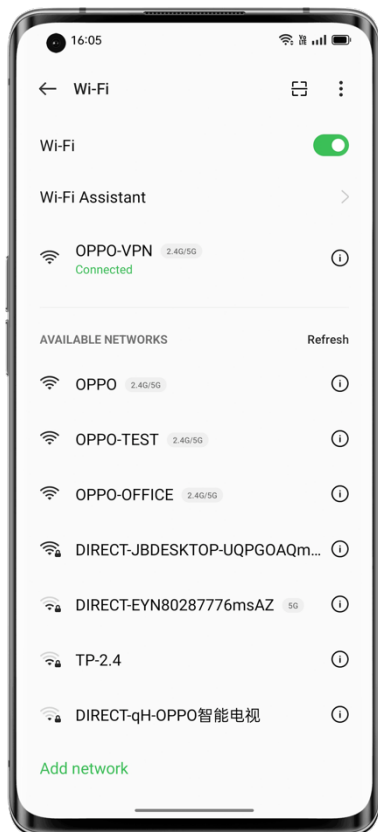 16:05
Wi-Fi
Wi-Fi
Wi-Fi Assistant
OPPO-VPN 2.4G/5G
Connected
AVAILABLE NETWORKS Refresh
OPPO 2.4G/5G
OPPO-TEST 2.4G/5G
OPPO-OFFICE 2.4G/5G
DIRECT-JBDESKTOP-UQPGOAQm...
DIRECT-EYN80287776msAZ 5G
TP-2.4
DIRECT-qH-OPPO智能电视
Add network